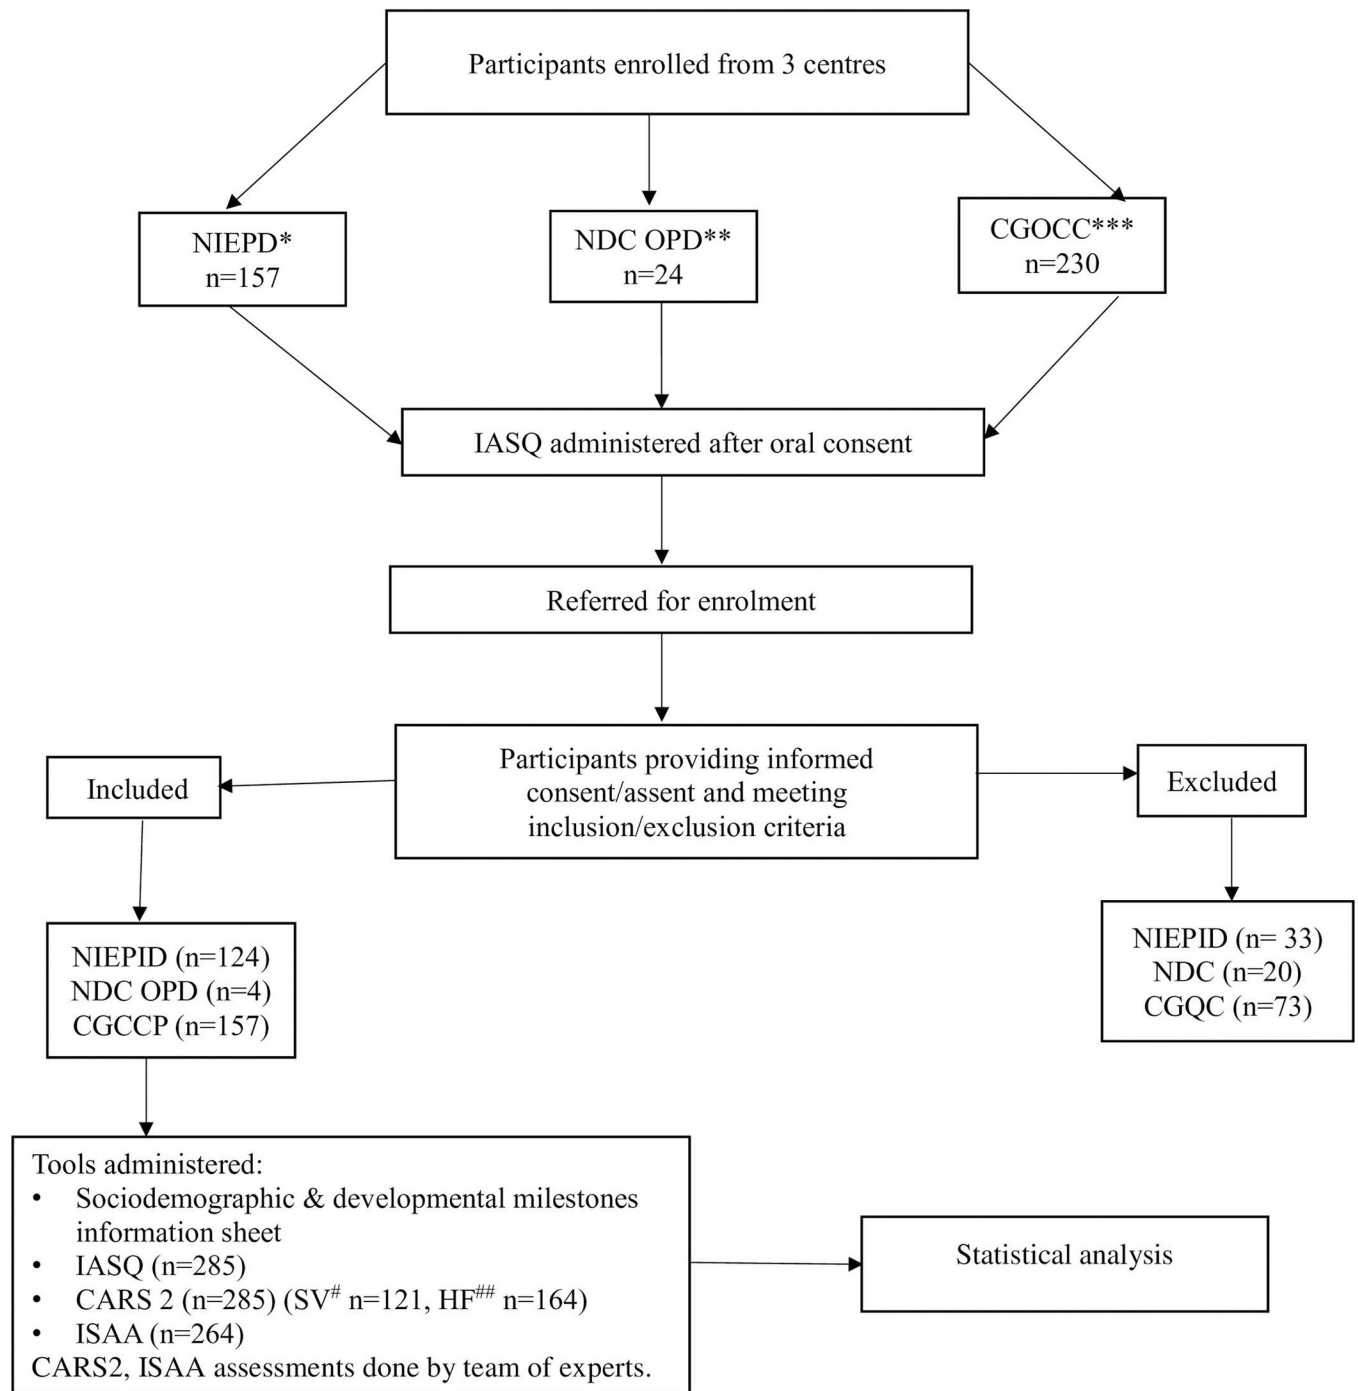 Participants enrolled from 3 centres
NIEPD*
n=157
NDC OPD**
n=24
CGOCC***
n=230
IASQ administered after oral consent
Referred for enrolment
Participants providing informed
consent/assent and meeting
inclusion/exclusion criteria
Included
Excluded
NIEPID (n=124)
NDC OPD (n=4)
CGCCP (n=157)
NIEPID (n= 33)
NDC (n=20)
CGQC (n=73)
Tools administered:
• Sociodemographic & developmental milestones
information sheet
• IASQ (n=285)
• CARS 2 (n=285) (SV# n=121, HF## n=164)
• ISAA (n=264)
CARS2, ISAA assessments done by team of experts.
Statistical analysis